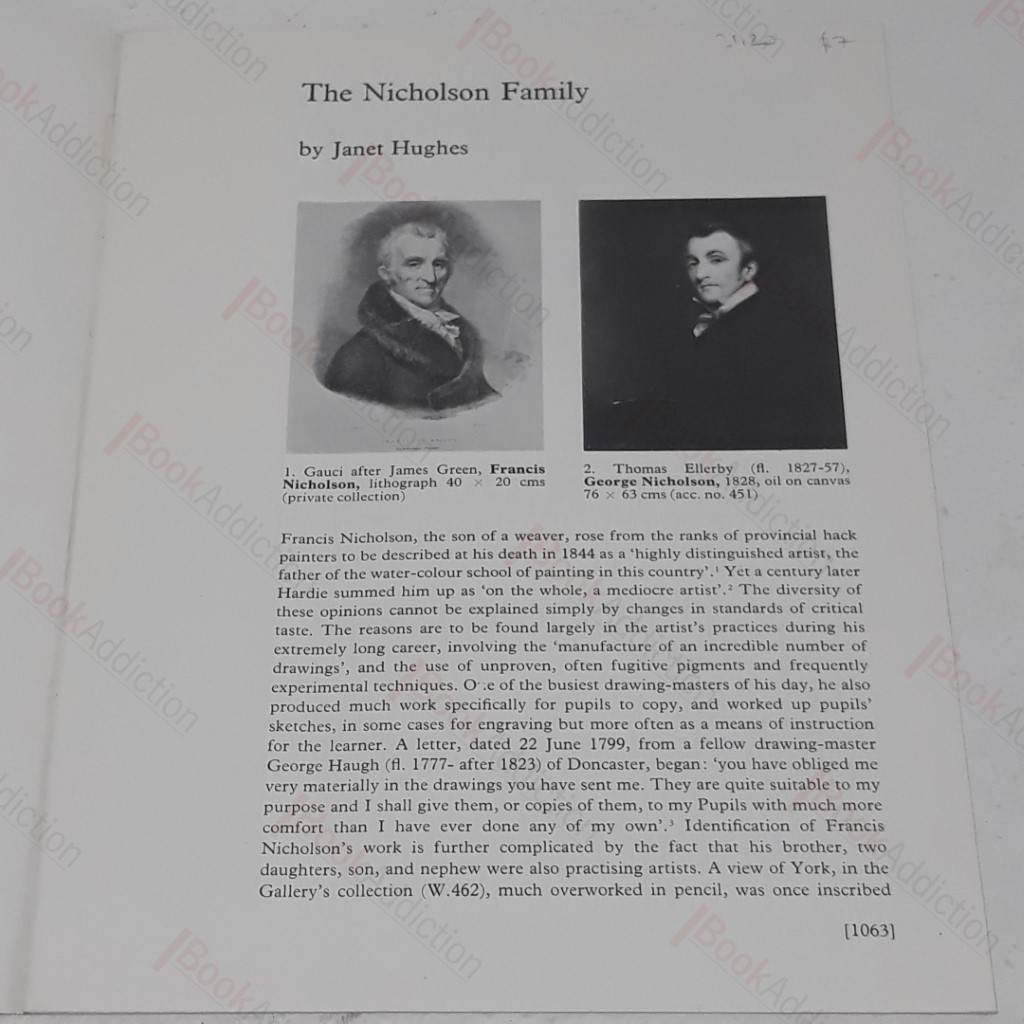 £7
The Nicholson Family
by Janet Hughes
1. Gauci after James Green, Francis
Nicholson, lithograph 40 × 20 cms
(private collection)
2. Thomas Ellerby (fl. 1827-57),
George Nicholson, 1828, oil on canvas
76 × 63 cms (acc. no. 451)
Francis Nicholson, the son of a weaver, rose from the ranks of provincial hack
painters to be described at his death in 1844 as a ‘highly distinguished artist, the
father of the water-colour school of painting in this country’.¹ Yet a century later
Hardie summed him up as ‘on the whole, a mediocre artist’.² The diversity of
these opinions cannot be explained simply by changes in standards of critical
taste. The reasons are to be found largely in the artist’s practices during his
extremely long career, involving the ‘manufacture of an incredible number of
drawings’, and the use of unproven, often fugitive pigments and frequently
experimental techniques. One of the busiest drawing-masters of his day, he also
produced much work specifically for pupils to copy, and worked up pupils’
sketches, in some cases for engraving but more often as a means of instruction
for the learner. A letter, dated 22 June 1799, from a fellow drawing-master
George Haugh (fl. 1777- after 1823) of Doncaster, began: ‘you have obliged me
very materially in the drawings you have sent me. They are quite suitable to my
purpose and I shall give them, or copies of them, to my Pupils with much more
comfort than I have ever done any of my own’.³ Identification of Francis
Nicholson’s work is further complicated by the fact that his brother, two
daughters, son, and nephew were also practising artists. A view of York, in the
Gallery’s collection (W.462), much overworked in pencil, was once inscribed
[1063]
BookAddiction